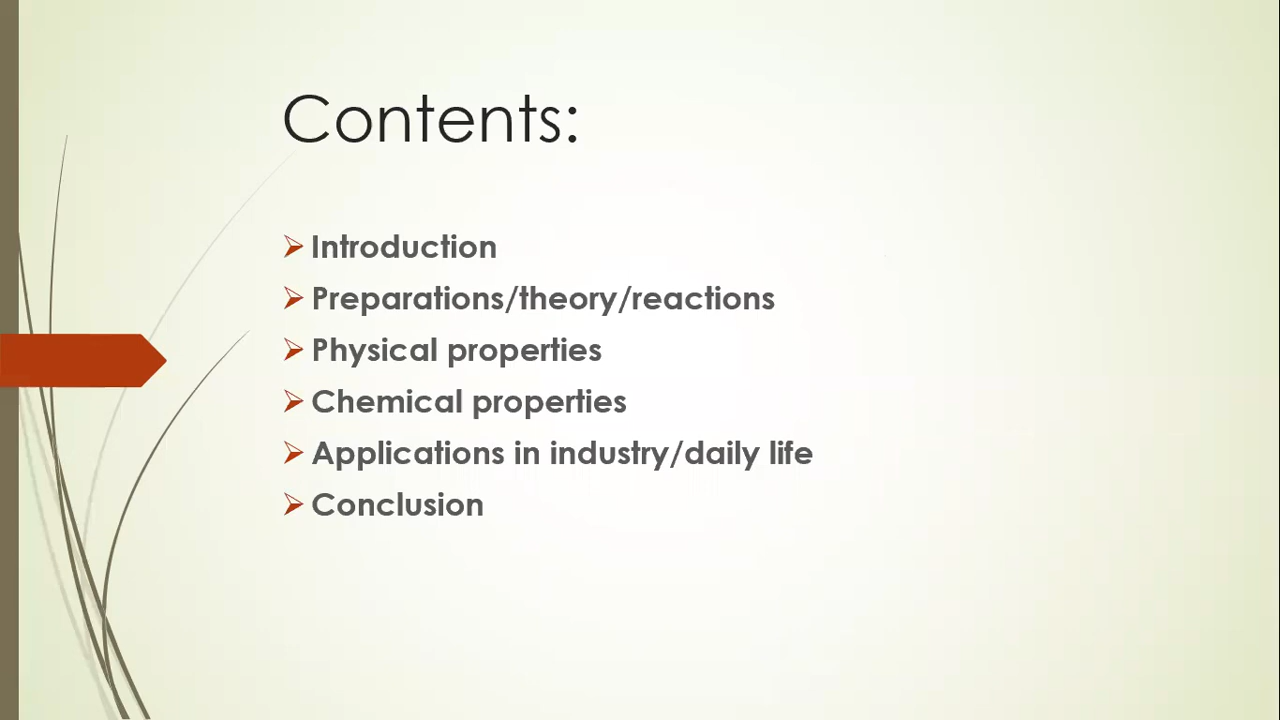 Contents:
Introduction
Preparations/theory/reactions
Physical properties
Chemical properties
Applications in industry/daily life
Conclusion